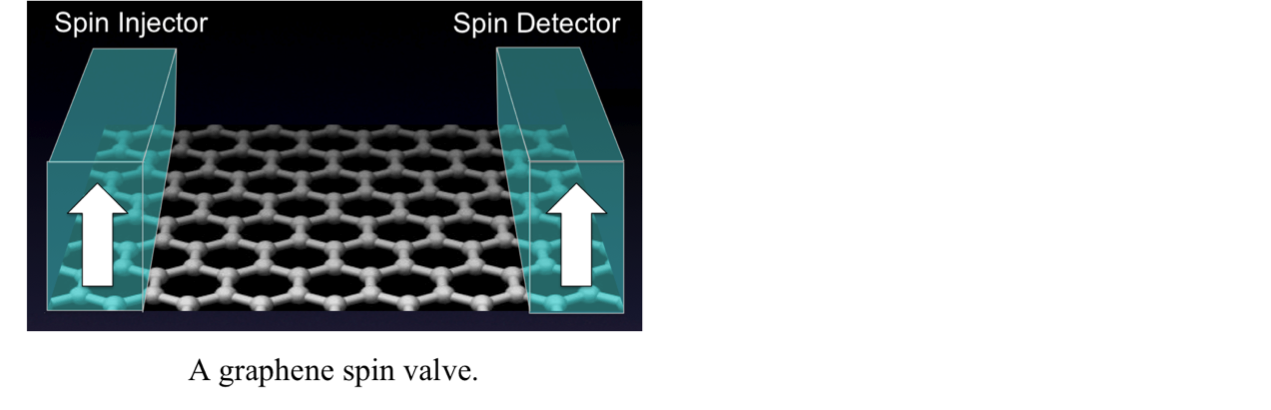 Spin Injector
Spin Detector
A graphene spin valve.